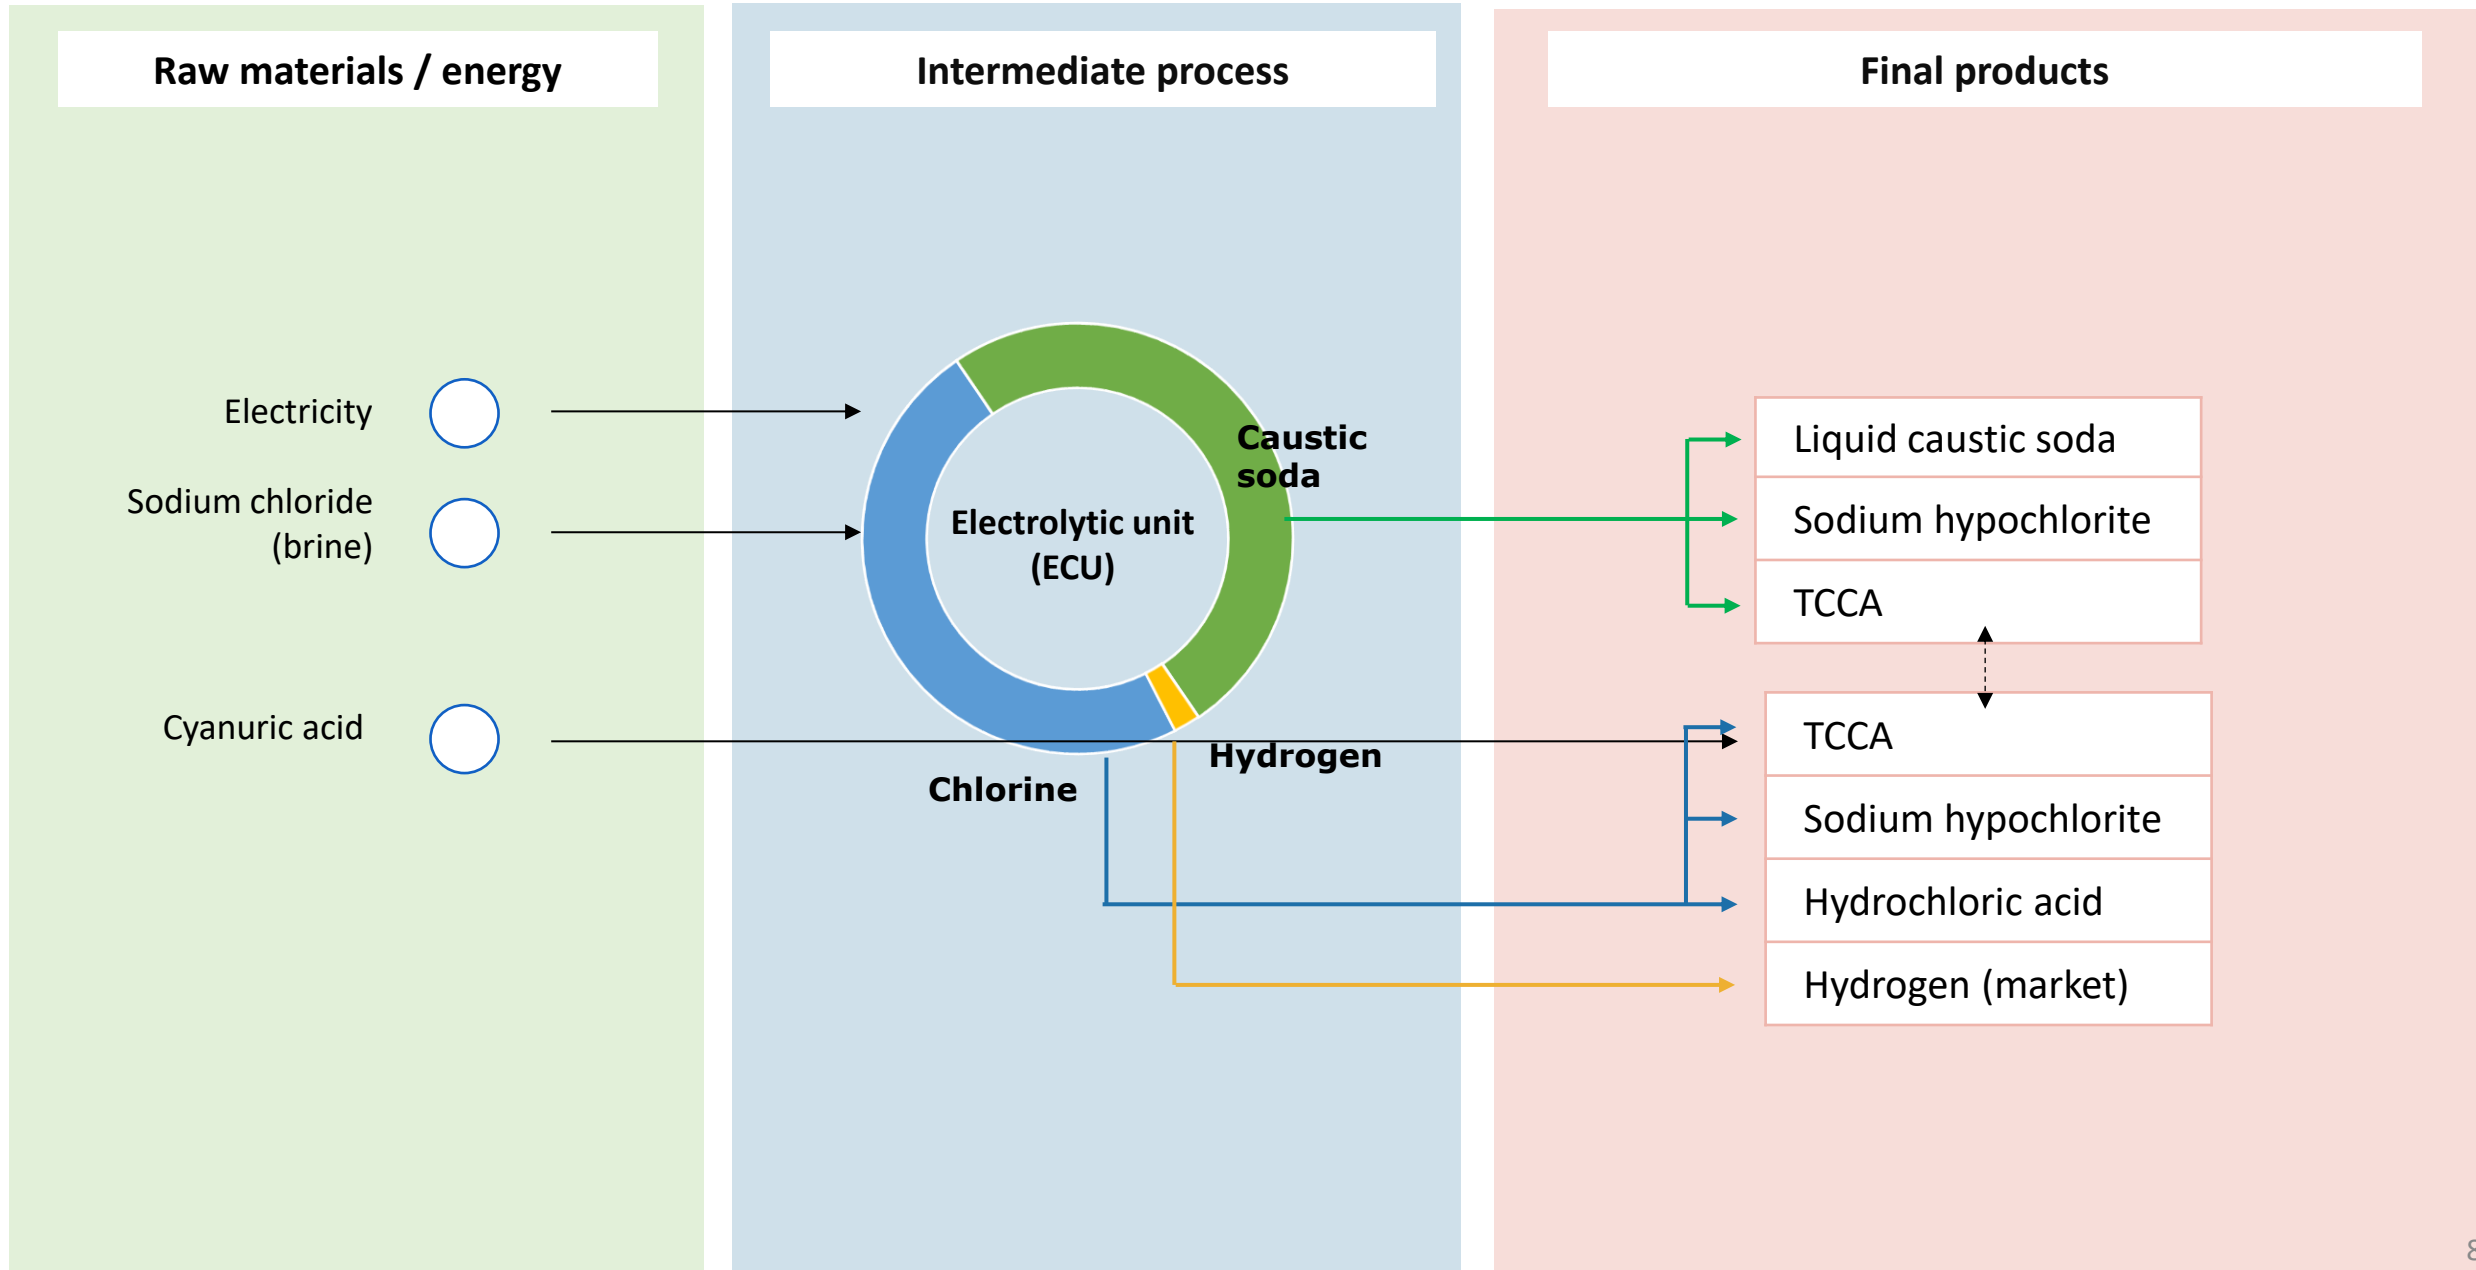 Raw materials / energy
Intermediate process
Final products
Electricity
Sodium chloride
(brine)
Cyanuric acid
Electrolytic unit
(ECU)
Caustic
soda
Hydrogen
Chlorine
Liquid caustic soda
Sodium hypochlorite
TCCA
TCCA
Sodium hypochlorite
Hydrochloric acid
Hydrogen (market)
8